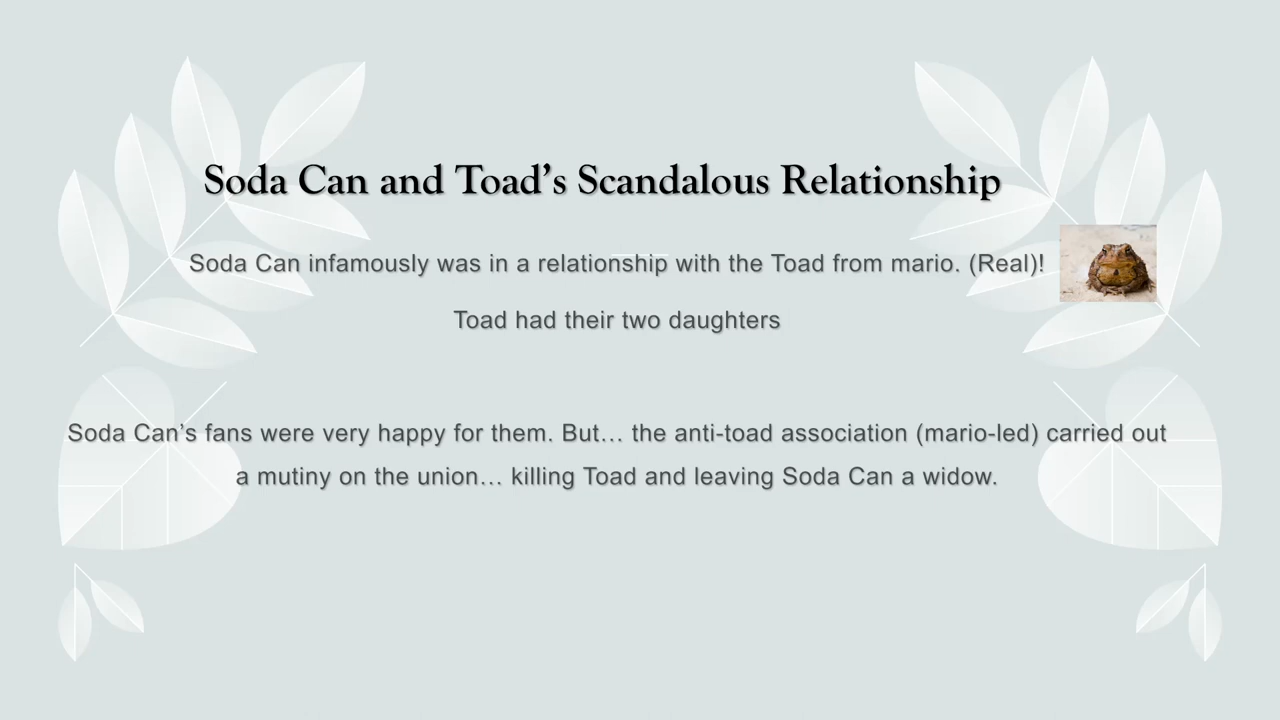 Soda Can and Toad’s Scandalous Relationship
Soda Can infamously was in a relationship with the Toad from mario. (Real)!
Toad had their two daughters
Soda Can’s fans were very happy for them. But… the anti-toad association (mario-led) carried out
a mutiny on the union… killing Toad and leaving Soda Can a widow.